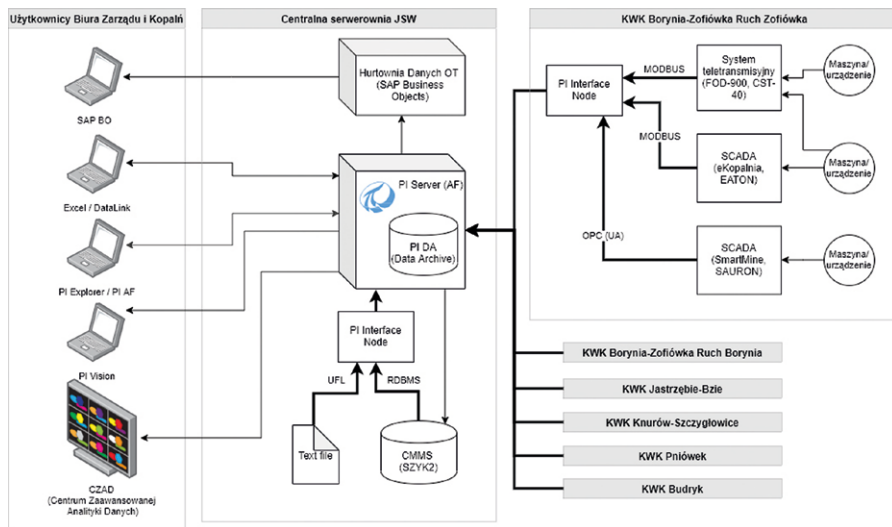 Użytkownicy Biura Zarządu i Kopalń
SAP BO
Excel / DataLink
PI Explorer / PI AF
PI Vision
CZAD
(Centrum Zaawansowanej
Analityki Danych)
Centralna serwerownia JSW
Hurtownia Danych OT
(SAP Business
Objects)
PI Server (AF)
PI DA
(Data Archive)
PI Interface
Node
UFL
RDBMS
Text file
CMMS
(SZYK2)
KWK Borynia-Zofiówka Ruch Zofiówka
PI Interface
Node
MODBUS
MODBUS
OPC (UA)
System
teletransmisyjny
(FOD-900, CST-
40)
SCADA
(eKopalnia,
EATON)
SCADA
(SmartMine,
SAURON)
Maszyna/
urządzenie
Maszyna/
urządzenie
Maszyna/
urządzenie
KWK Borynia-Zofiówka Ruch Borynia
KWK Jastrzębie-Bzie
KWK Knurów-Szczygłowice
KWK Pniówek
KWK Budryk